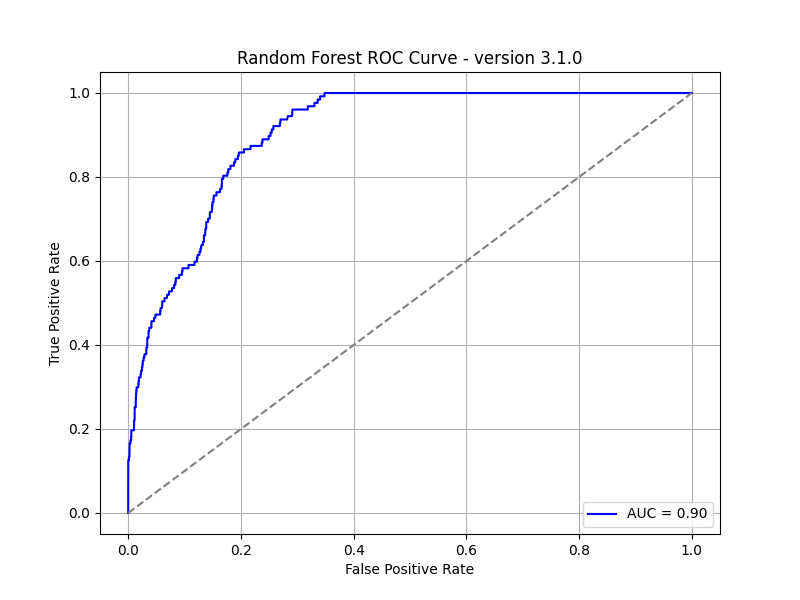 Random Forest ROC Curve - version 3.1.0
True Positive Rate
1.0
0.8
0.6
0.4
0.2
0.0
AUC = 0.90
0.0 0.2 0.4 0.6 0.8 1.0
False Positive Rate